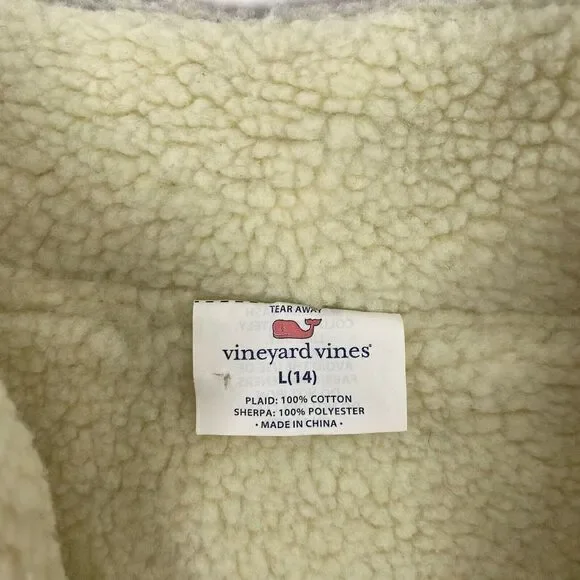 TEAR AWAY
vineyard vines®
L(14)
PLAID: 100% COTTON
SHERPA: 100% POLYESTER
• MADE IN CHINA •